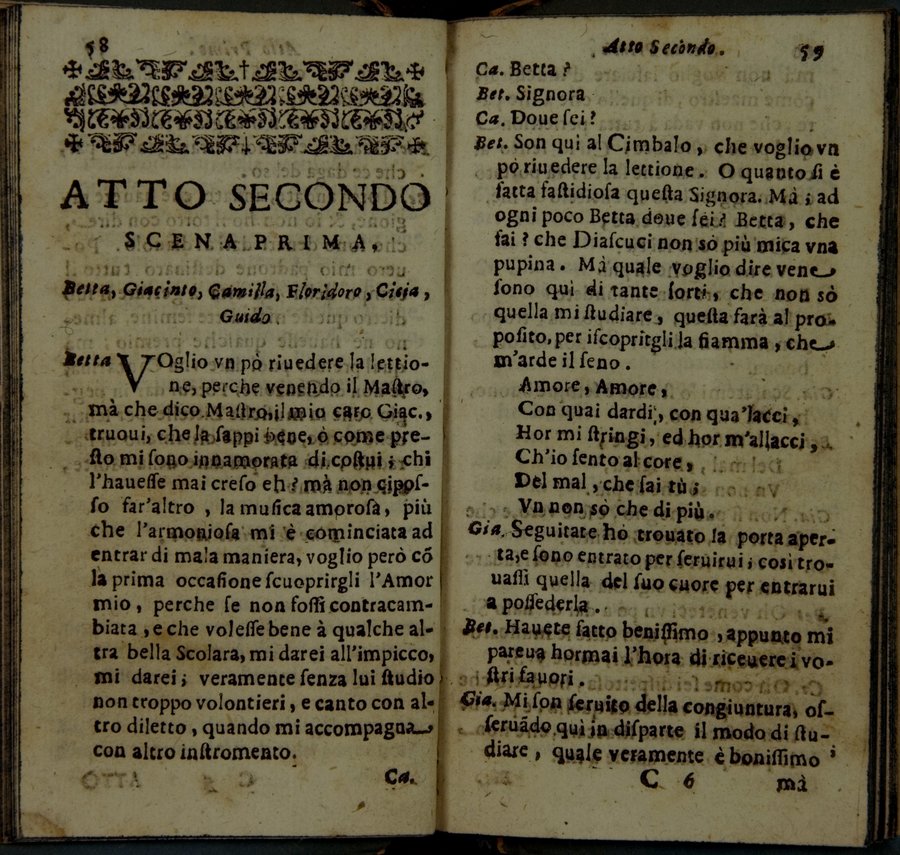 58
ATTO SECONDO
SCENA PRIMA,
Betta, Giacinto, Camilla, Floridoro, Cicia,
Guido.
Betta VOglio vn pò riuedere la lettio-
ne, perche venendo il Maſtro,
mà che dico Maſtro, il mio caro Giac.,
truoui, che la ſappi bene, ò come pre-
ſto mi ſono innamorata di coſtui; chi
l'haueſſe mai creſo eh? mà non ci poſ-
ſo far'altro, la muſica amoroſa, più
che l'armonioſa mi è cominciata ad
entrar di mala maniera, voglio però cõ
la prima occaſione ſcuoprirgli l'Amor
mio, perche ſe non foſſi contracam-
biata, e che voleſſe bene à qualche al-
tra bella Scolara, mi darei all'impicco,
mi darei; veramente ſenza lui ſtudio
non troppo volontieri, e canto con al-
tro diletto, quando mi accompagna
con altro inſtromento.
Ca.
Atto Secòndo. 59
Ca. Betta?
Bet. Signora
Ca. Doue ſei?
Bet. Son quì al Cimbalo, che voglio vn
pò riuedere la lettione. O quanto ſi è
fatta faſtidioſa queſta Signora. Mà; ad
ogni poco Betta doue ſei? Betta, che
fai? che Diaſcuci non sò più mica vna
pupina. Mà quale voglio dire vene
ſono qui di tante ſorti, che non sò
quella mi ſtudiare, queſta farà al pro-
poſito, per iſcopritgli la fiamma, che
m'arde il ſeno.
Amore, Amore,
Con quai dardi, con qua'lacci,
Hor mi ſtringi, ed hor m'allacci,
Ch'io ſento al core,
Del mal, che fai tù;
Vn non sò che di più.
Gia. Seguitate hò trouato la porta aper-
ta, e ſono entrato per ſeruirui; così tro-
uaſſi quella del ſuo cuore per entrarui
a poſſederla.
Bet. Hauete fatto beniſſimo, appunto mi
pareua hormai l'hora di riceuere i vo-
ſtri fauori.
Gia. Mi ſon ſeruito della congiuntura, oſ-
ſeruãdo quì in diſparte il modo di ſtu-
diare, quale veramente è boniſſimo
C 6 mà